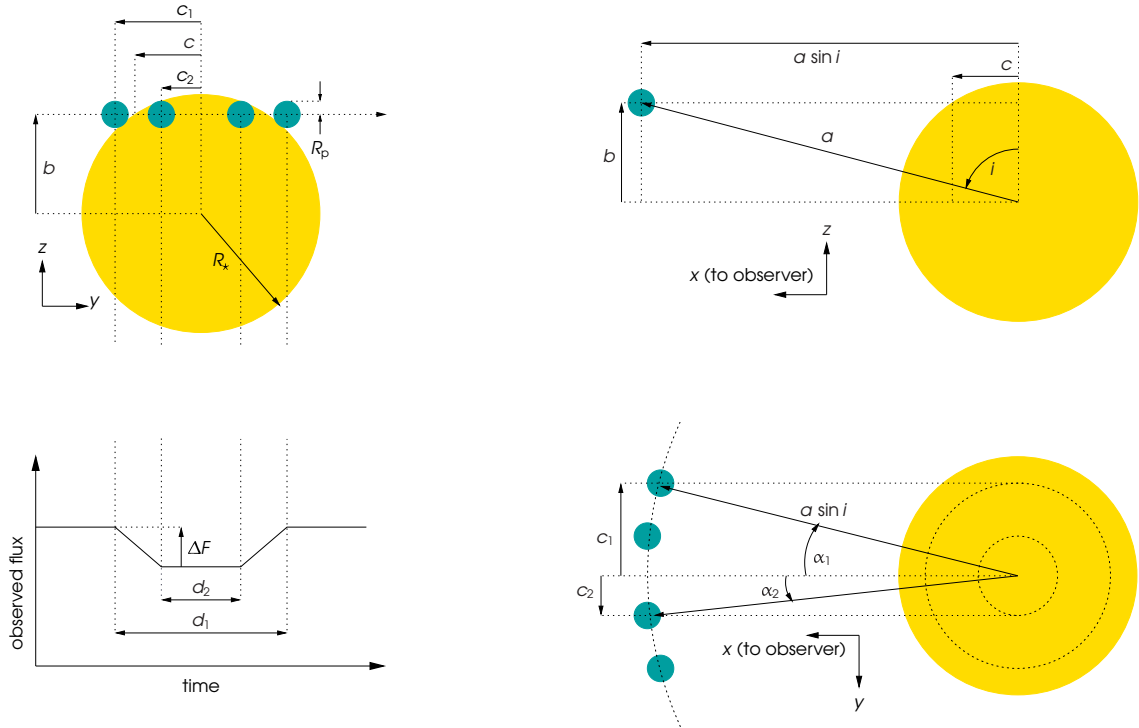 c₁
c
c₂
b
Rₚ
R⋆
z
y
a sin i
c
a
b
i
z
x (to observer)
observed flux
ΔF
d₂
d₁
time
a sin i
c₁
α₁
c₂
α₂
x (to observer)
y